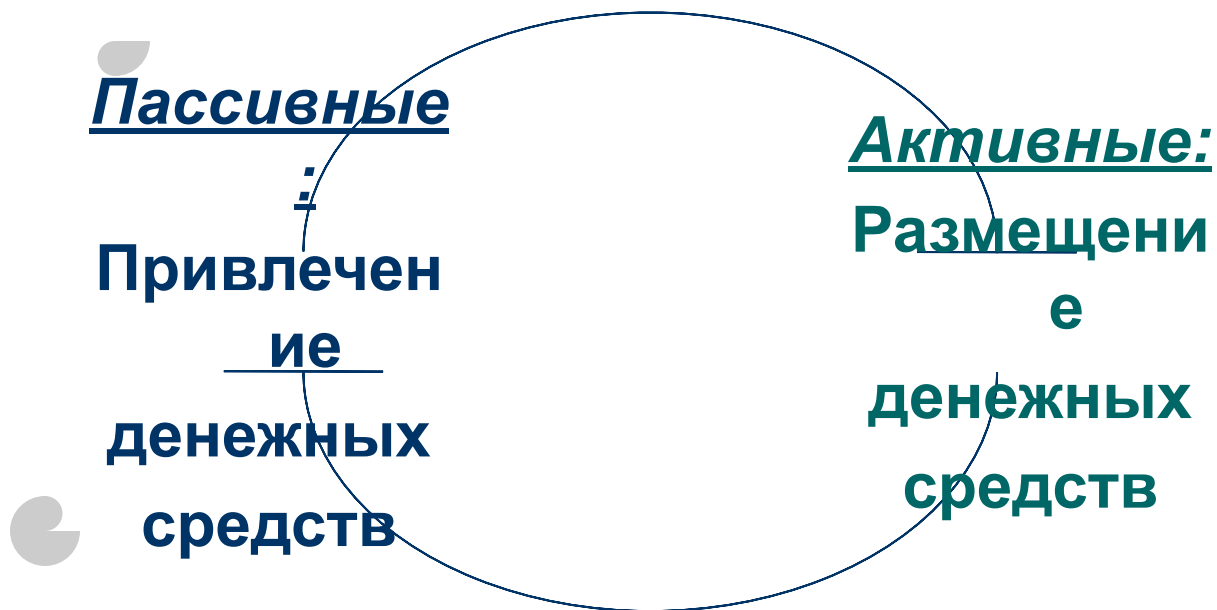 Пассивные
:
Привлечен
ие
денежных
средств
Активные:
Размещени
е
денежных
средств